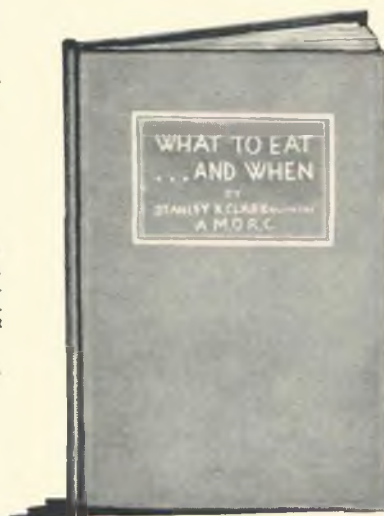 WHAT TO EAT
...AND WHEN
BY
STANLEY K. CLARK
A.M.O.R.C.